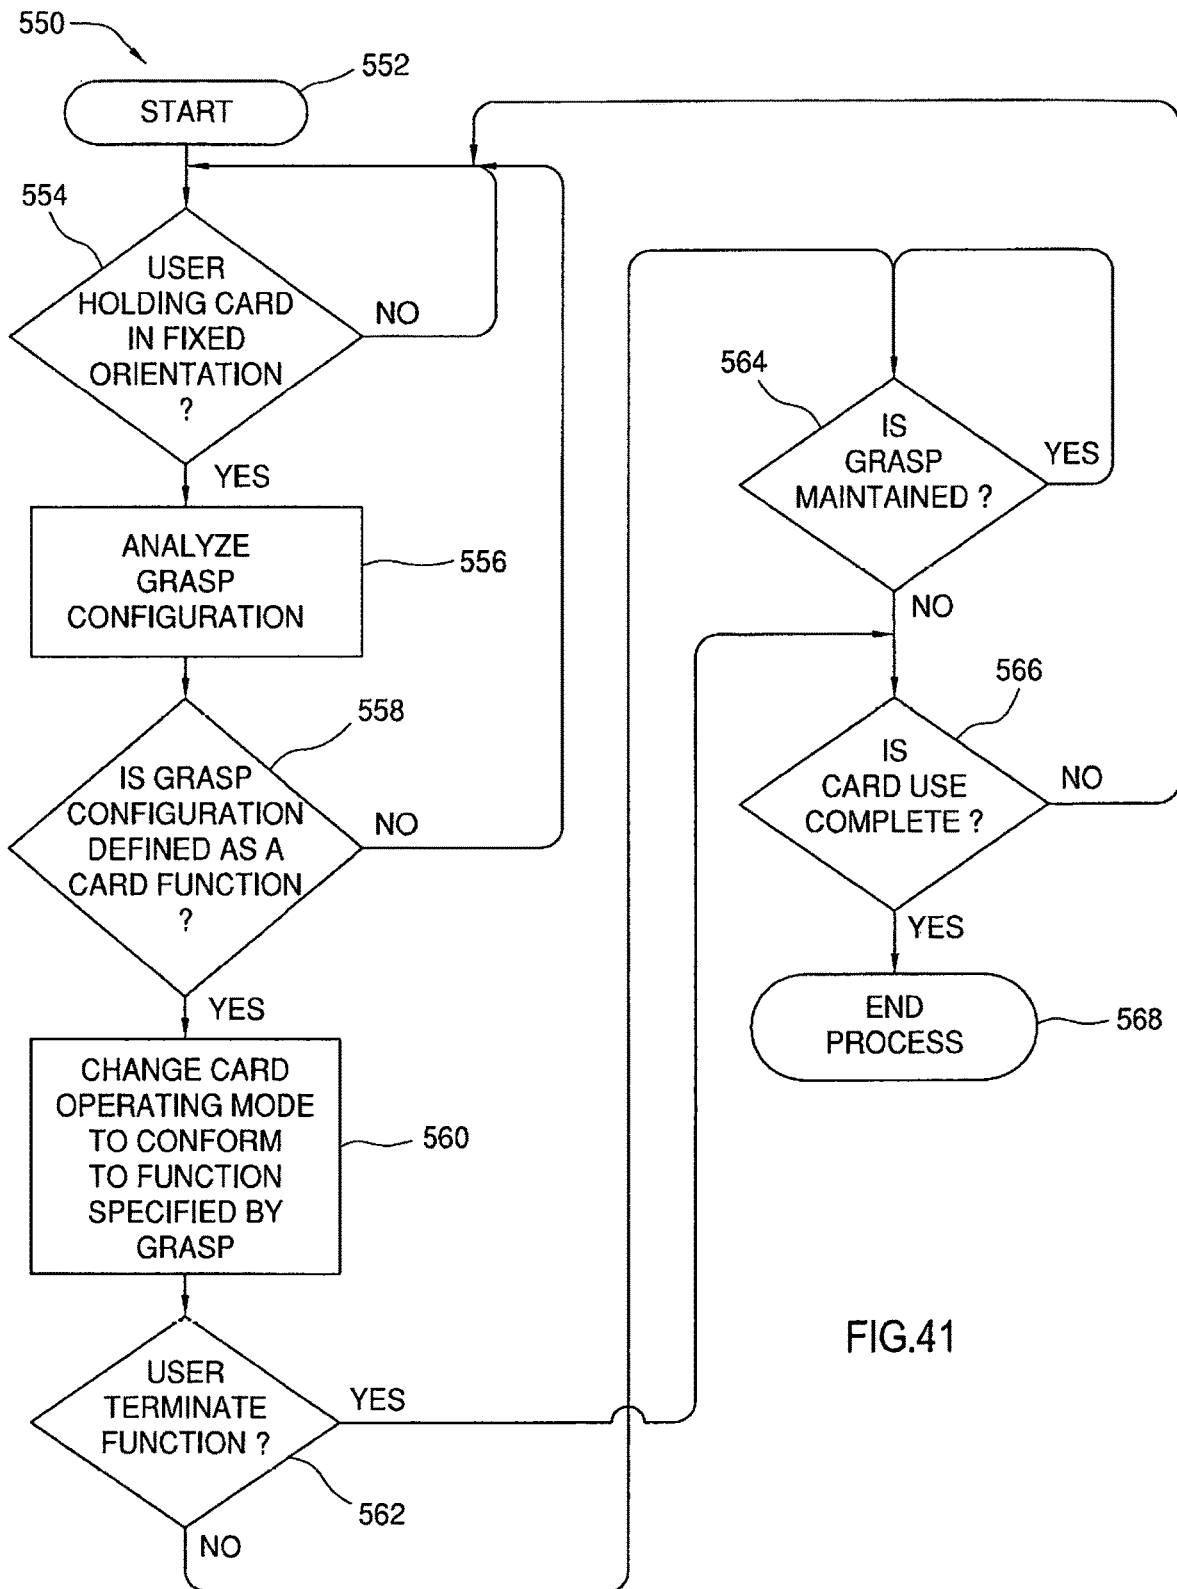 550
552
START
554
USER
HOLDING CARD
IN FIXED
ORIENTATION
?
NO
YES
ANALYZE
GRASP
CONFIGURATION
556
558
IS GRASP
CONFIGURATION
DEFINED AS A
CARD FUNCTION
?
NO
YES
CHANGE CARD
OPERATING MODE
TO CONFORM
TO FUNCTION
SPECIFIED BY
GRASP
560
USER
TERMINATE
FUNCTION ?
YES
562
NO
564
IS
GRASP
MAINTAINED ?
YES
NO
566
IS
CARD USE
COMPLETE ?
NO
YES
END
PROCESS
568
FIG.41